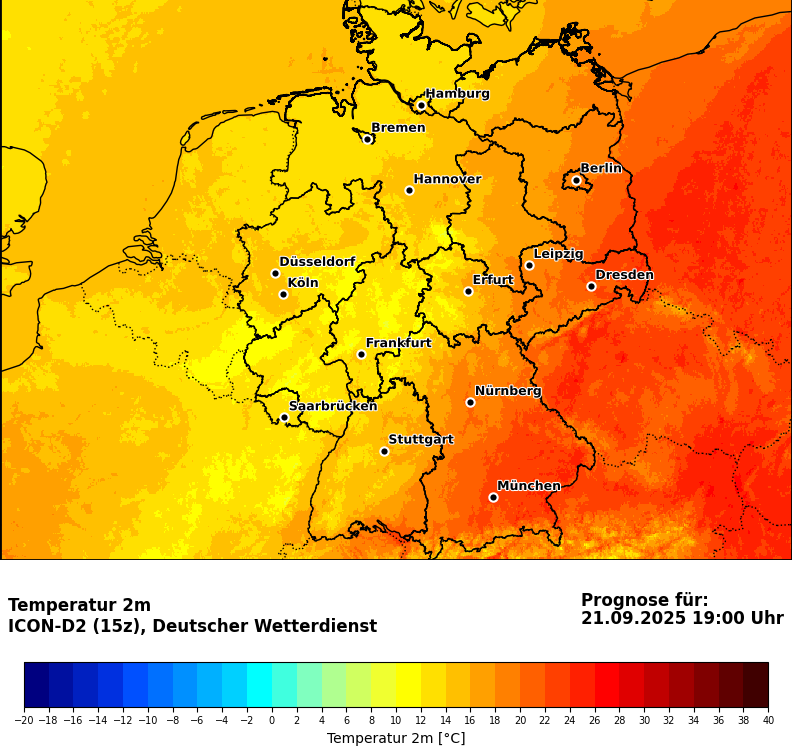 Hamburg
Bremen
Berlin
Hannover
Leipzig
Düsseldorf
Dresden
Köln
Erfurt
Frankfurt
Nürnberg
Saarbrücken
Stuttgart
München
Temperatur 2m
ICON-D2 (15z), Deutscher Wetterdienst
Prognose für:
21.09.2025 19:00 Uhr
−20 −18 −16 −14 −12 −10 −8 −6 −4 −2 0 2 4 6 8 10 12 14 16 18 20 22 24 26 28 30 32 34 36 38 40
Temperatur 2m [°C]